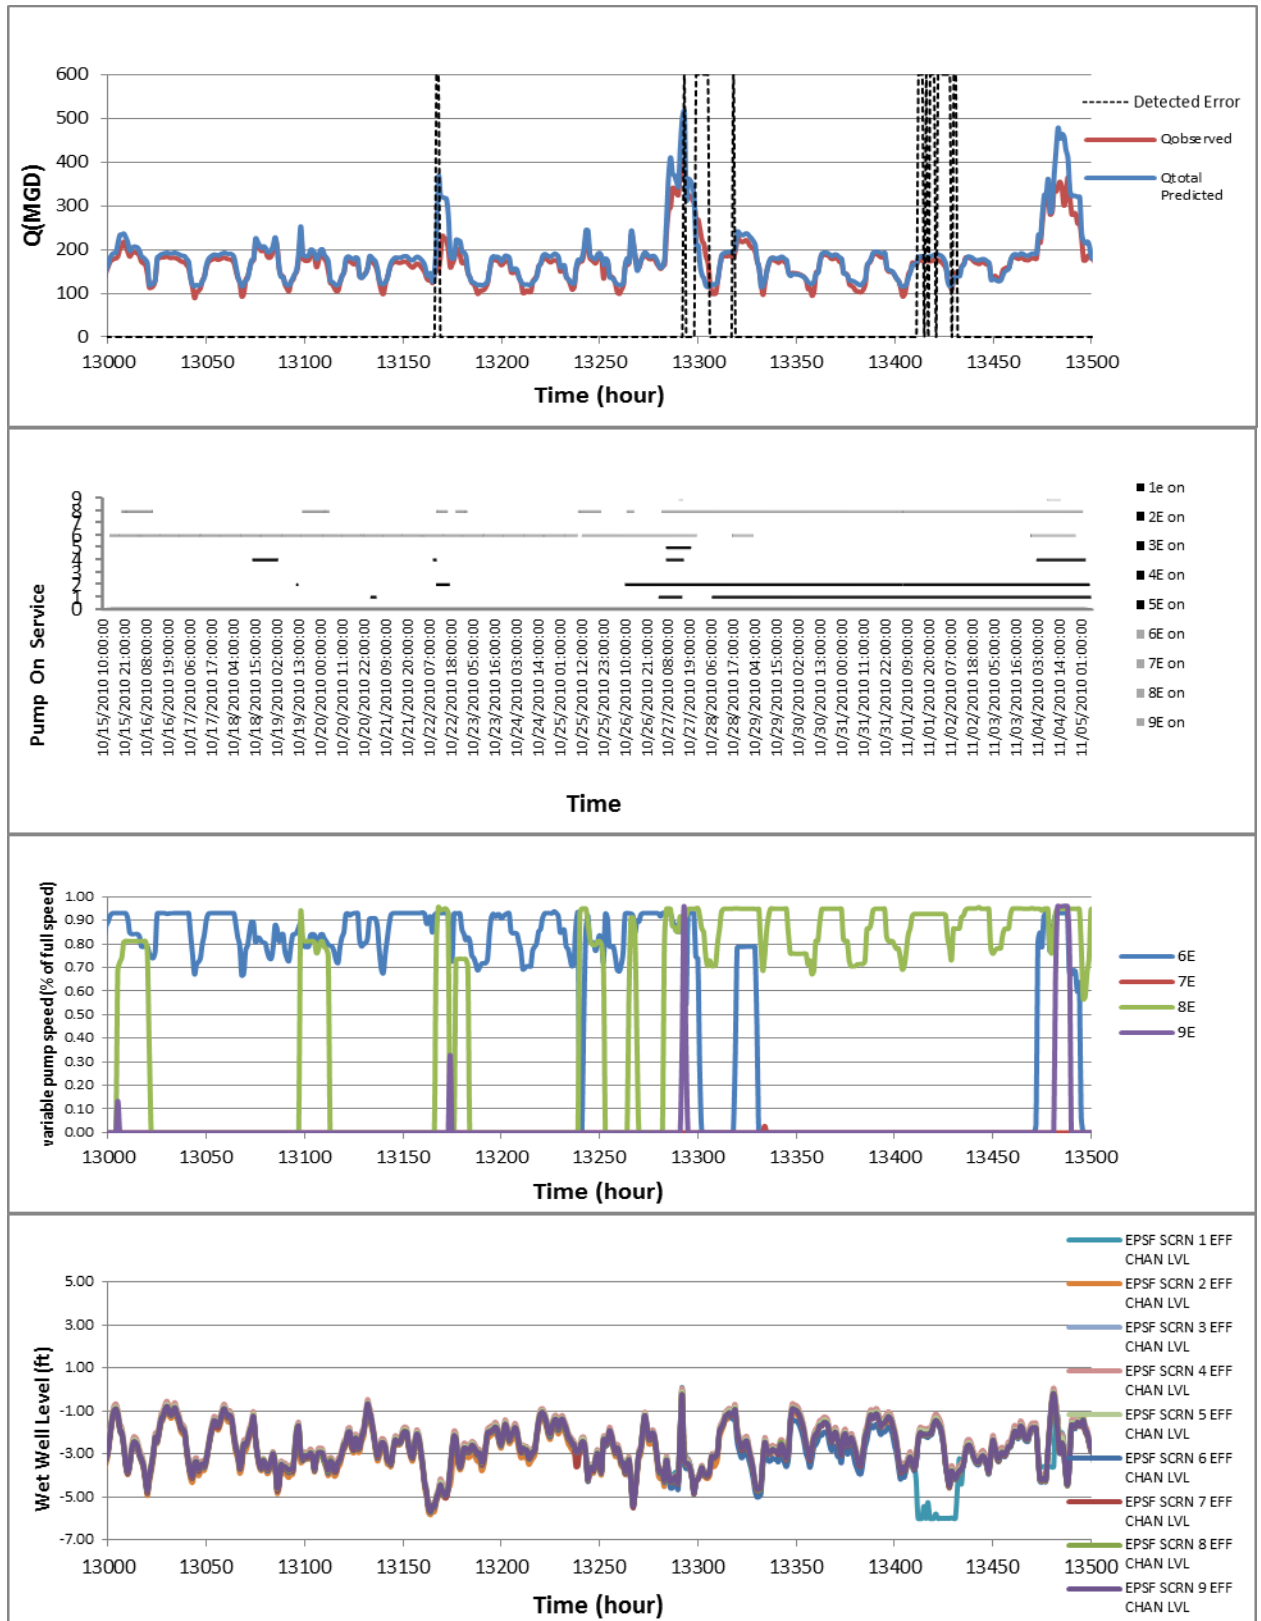 600
500
400
300
200
100
0
Q(MGD)
13000 13050 13100 13150 13200 13250 13300 13350 13400 13450 13500
Time (hour)
Detected Error
Qobserved
Qtotal
Predicted
9
8
7
6
5
4
3
2
1
0
Pump On Service
10/15/2010 10:00:00
10/15/2010 21:00:00
10/16/2010 08:00:00
10/16/2010 19:00:00
10/17/2010 06:00:00
10/17/2010 17:00:00
10/18/2010 04:00:00
10/18/2010 15:00:00
10/19/2010 02:00:00
10/19/2010 13:00:00
10/20/2010 00:00:00
10/20/2010 11:00:00
10/20/2010 22:00:00
10/21/2010 09:00:00
10/21/2010 20:00:00
10/22/2010 07:00:00
10/22/2010 18:00:00
10/23/2010 05:00:00
10/23/2010 16:00:00
10/24/2010 03:00:00
10/24/2010 14:00:00
10/25/2010 01:00:00
10/25/2010 12:00:00
10/25/2010 23:00:00
10/26/2010 10:00:00
10/26/2010 21:00:00
10/27/2010 08:00:00
10/27/2010 19:00:00
10/28/2010 06:00:00
10/28/2010 17:00:00
10/29/2010 04:00:00
10/29/2010 15:00:00
10/30/2010 02:00:00
10/30/2010 13:00:00
10/31/2010 00:00:00
10/31/2010 11:00:00
10/31/2010 22:00:00
11/01/2010 09:00:00
11/01/2010 20:00:00
11/02/2010 07:00:00
11/02/2010 18:00:00
11/03/2010 05:00:00
11/03/2010 16:00:00
11/04/2010 03:00:00
11/04/2010 14:00:00
11/05/2010 01:00:00
Time
1e on
2E on
3E on
4E on
5E on
6E on
7E on
8E on
9E on
1.00
0.90
0.80
0.70
0.60
0.50
0.40
0.30
0.20
0.10
0.00
variable pump speed(% of full speed)
13000 13050 13100 13150 13200 13250 13300 13350 13400 13450 13500
Time (hour)
6E
7E
8E
9E
5.00
3.00
1.00
-1.00
-3.00
-5.00
-7.00
Wet Well Level (ft)
13000 13050 13100 13150 13200 13250 13300 13350 13400 13450 13500
Time (hour)
EPSF SCRN 1 EFF
CHAN LVL
EPSF SCRN 2 EFF
CHAN LVL
EPSF SCRN 3 EFF
CHAN LVL
EPSF SCRN 4 EFF
CHAN LVL
EPSF SCRN 5 EFF
CHAN LVL
EPSF SCRN 6 EFF
CHAN LVL
EPSF SCRN 7 EFF
CHAN LVL
EPSF SCRN 8 EFF
CHAN LVL
EPSF SCRN 9 EFF
CHAN LVL